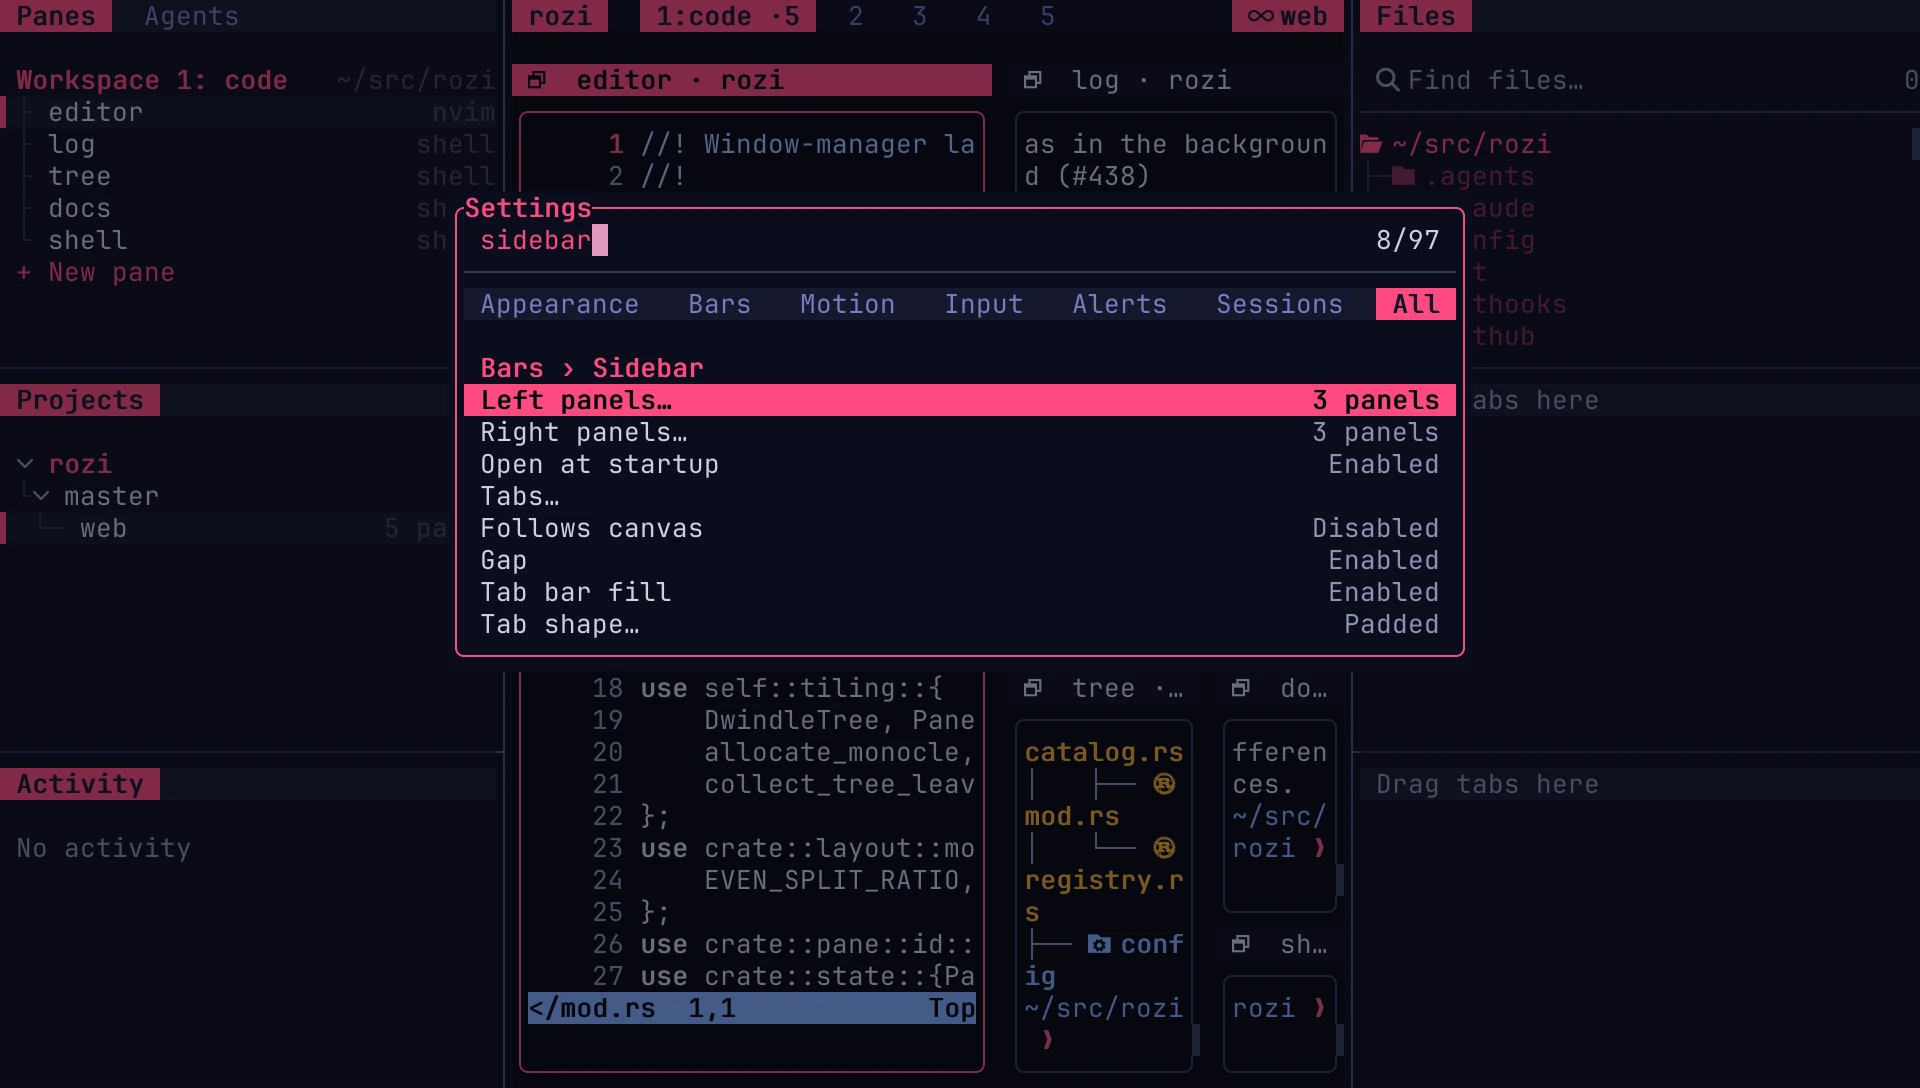 Panes Agents
rozi 1:code ·5 2 3 4 5 ∞ web
Files
Workspace 1: code ~/src/rozi
editor nvim
log shell
tree shell
docs sh
shell sh
+ New pane
Projects
rozi
master
web 5 pa
Activity
No activity
editor · rozi
1 //! Window-manager la
2 //!
log · rozi
as in the backgroun
d (#438)
Settings
sidebar 8/97
Appearance Bars Motion Input Alerts Sessions All
Bars › Sidebar
Left panels… 3 panels
Right panels… 3 panels
Open at startup Enabled
Tabs…
Follows canvas Disabled
Gap Enabled
Tab bar fill Enabled
Tab shape… Padded
18 use self::tiling::{
19 DwindleTree, Pane
20 allocate_monocle,
21 collect_tree_leav
22 };
23 use crate::layout::mo
24 EVEN_SPLIT_RATIO,
25 };
26 use crate::pane::id::
27 use crate::state::{Pa
</mod.rs 1,1 Top
tree ·…
catalog.rs
mod.rs
registry.r
s
conf
ig
~/src/rozi
❫
do…
fferen
ces.
~/src/
rozi ❫
sh…
rozi ❫
Find files… 0
~/src/rozi
.agents
aude
nfig
t
thooks
thub
abs here
Drag tabs here